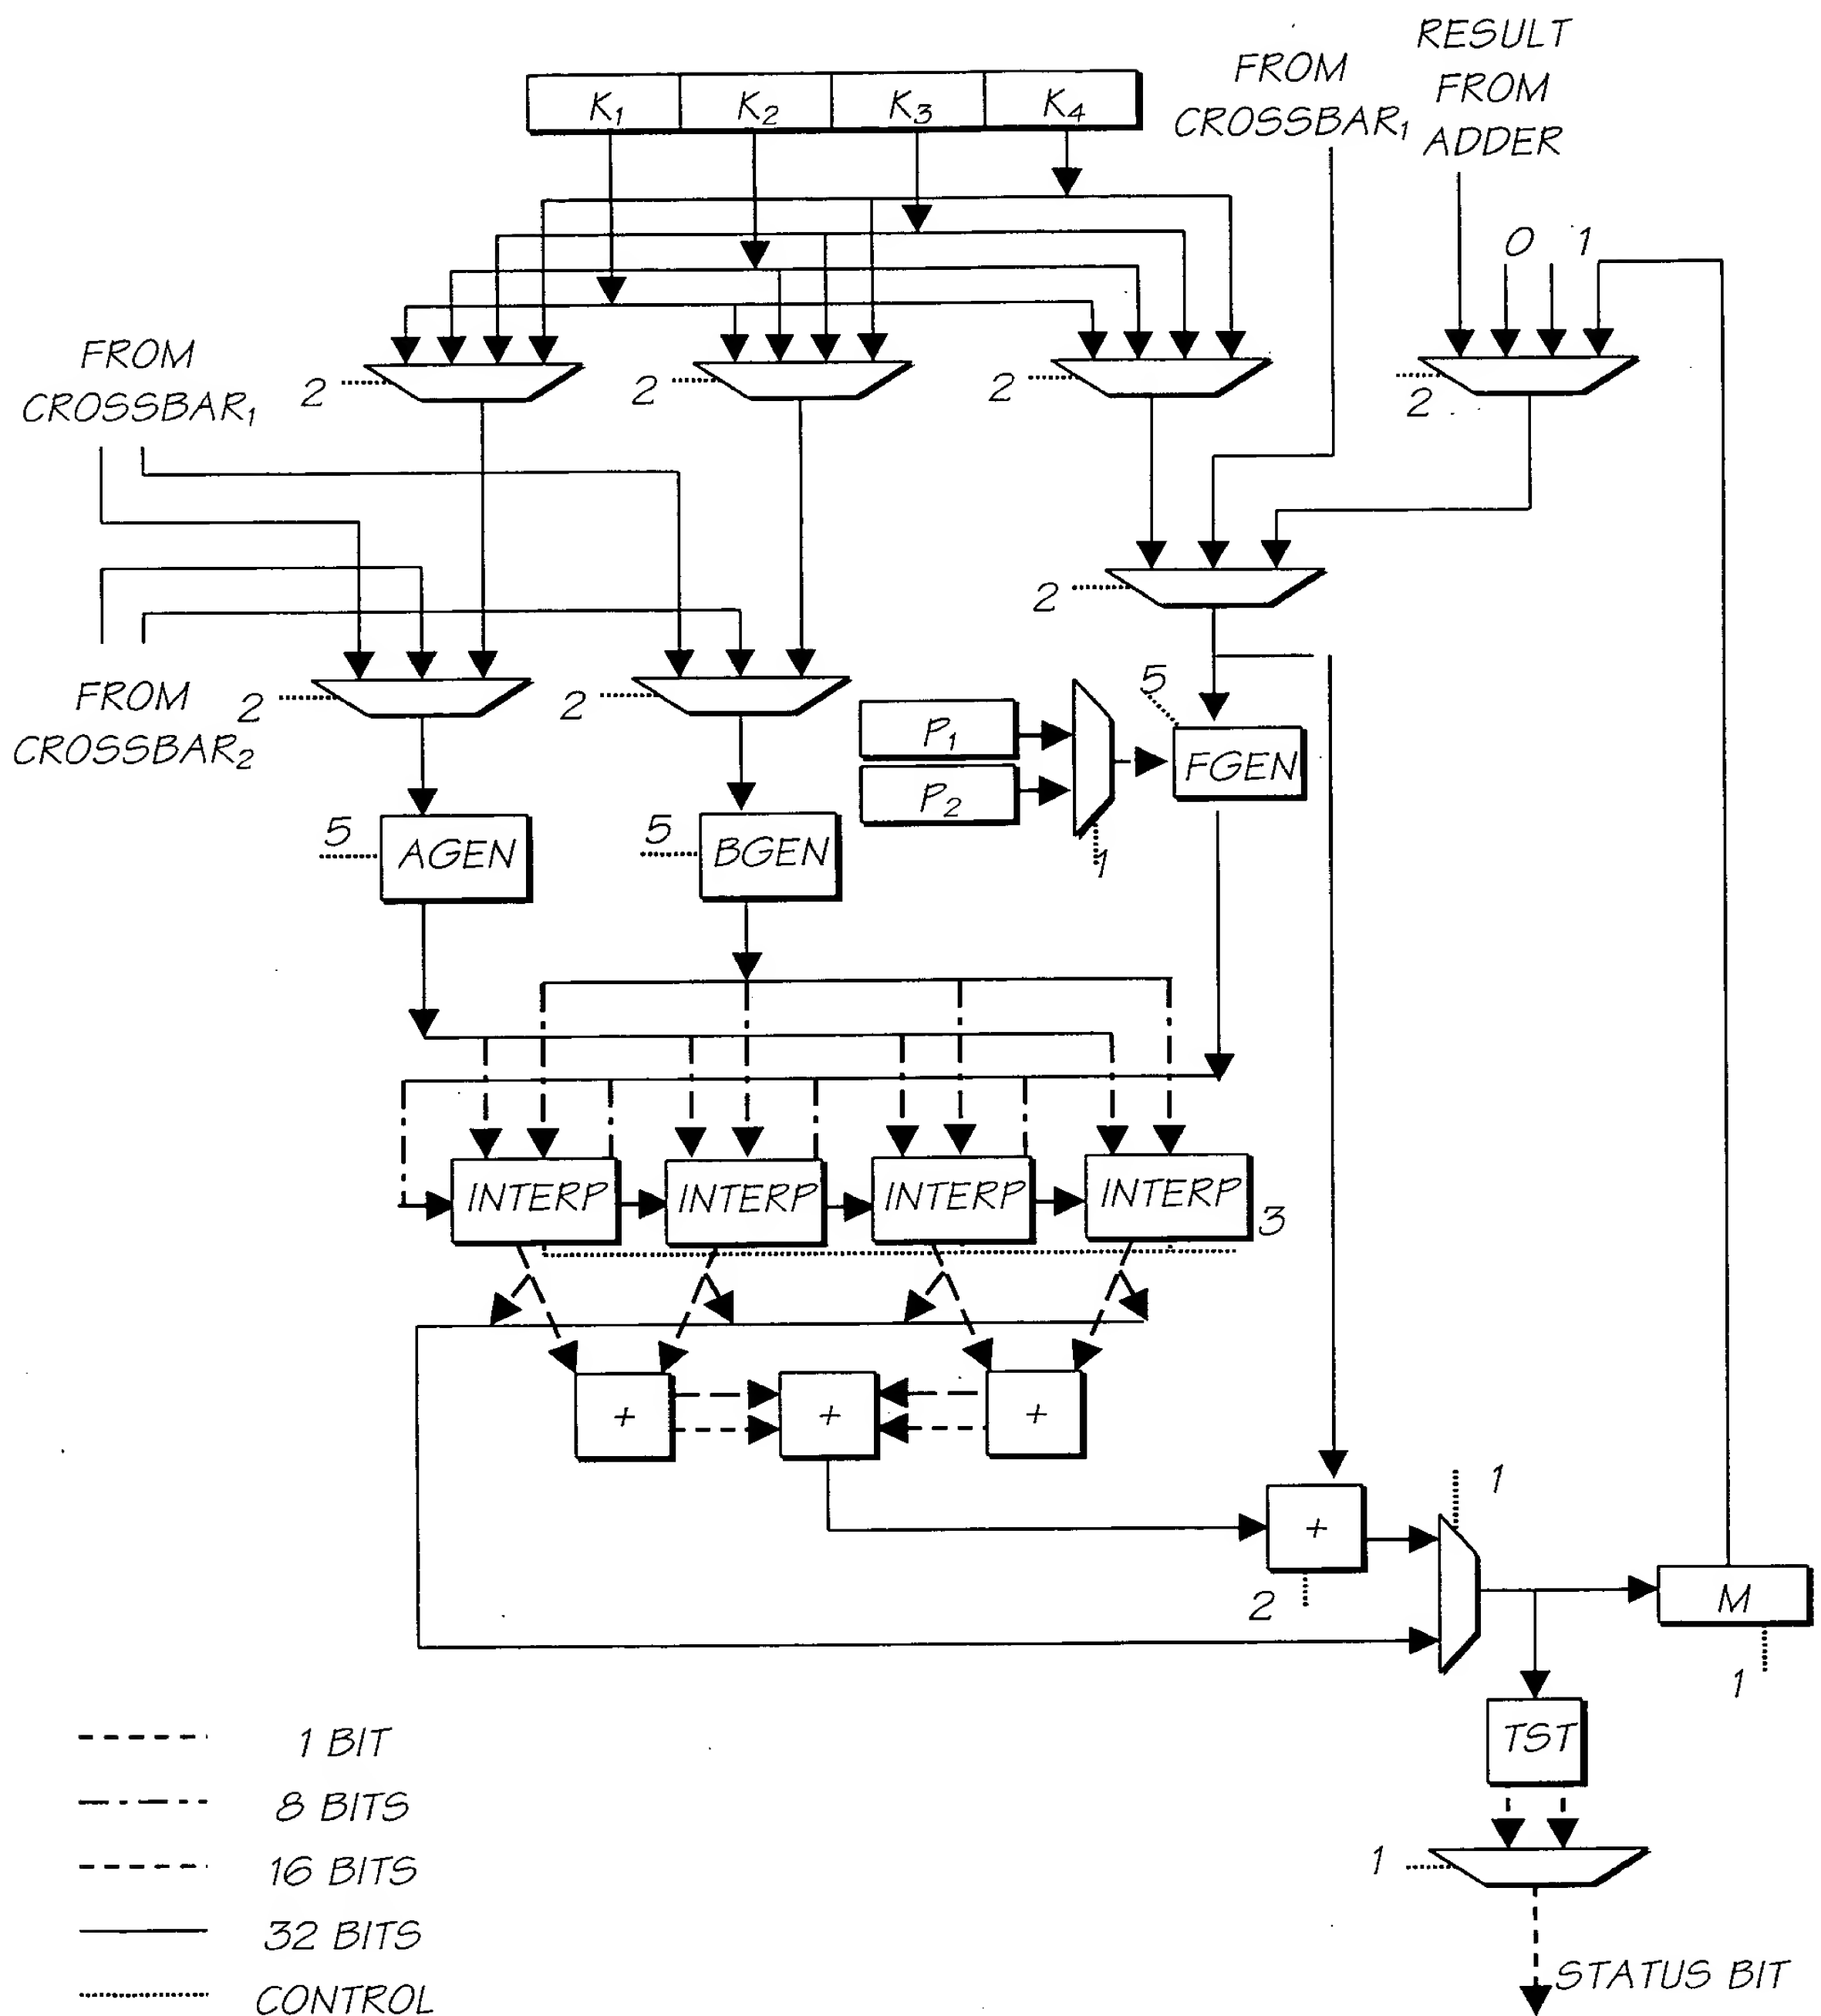 RESULT
FROM
ADDER
FROM
CROSSBAR₁
K₁ K₂ K₃ K₄
0 1
FROM
CROSSBAR₁
2
2
2
2
2
FROM
CROSSBAR₂
2
2
5
P₁
P₂
FGEN
1
5
AGEN
5
BGEN
INTERP
INTERP
INTERP
INTERP
3
+
+
+
1
+
2
M
1
TST
1
STATUS BIT
1 BIT
8 BITS
16 BITS
32 BITS
CONTROL